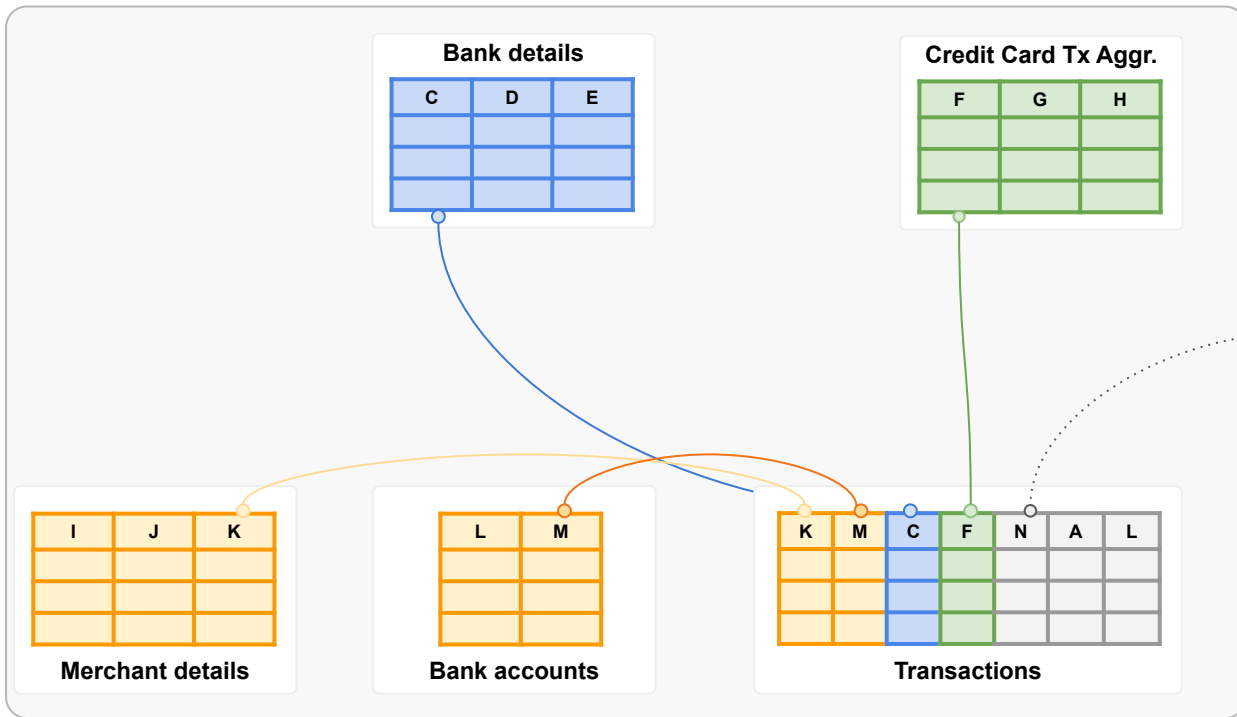 Bank details
C D E
Credit Card Tx Aggr.
F G H
I J K
Merchant details
L M
Bank accounts
K M C F N A L
Transactions